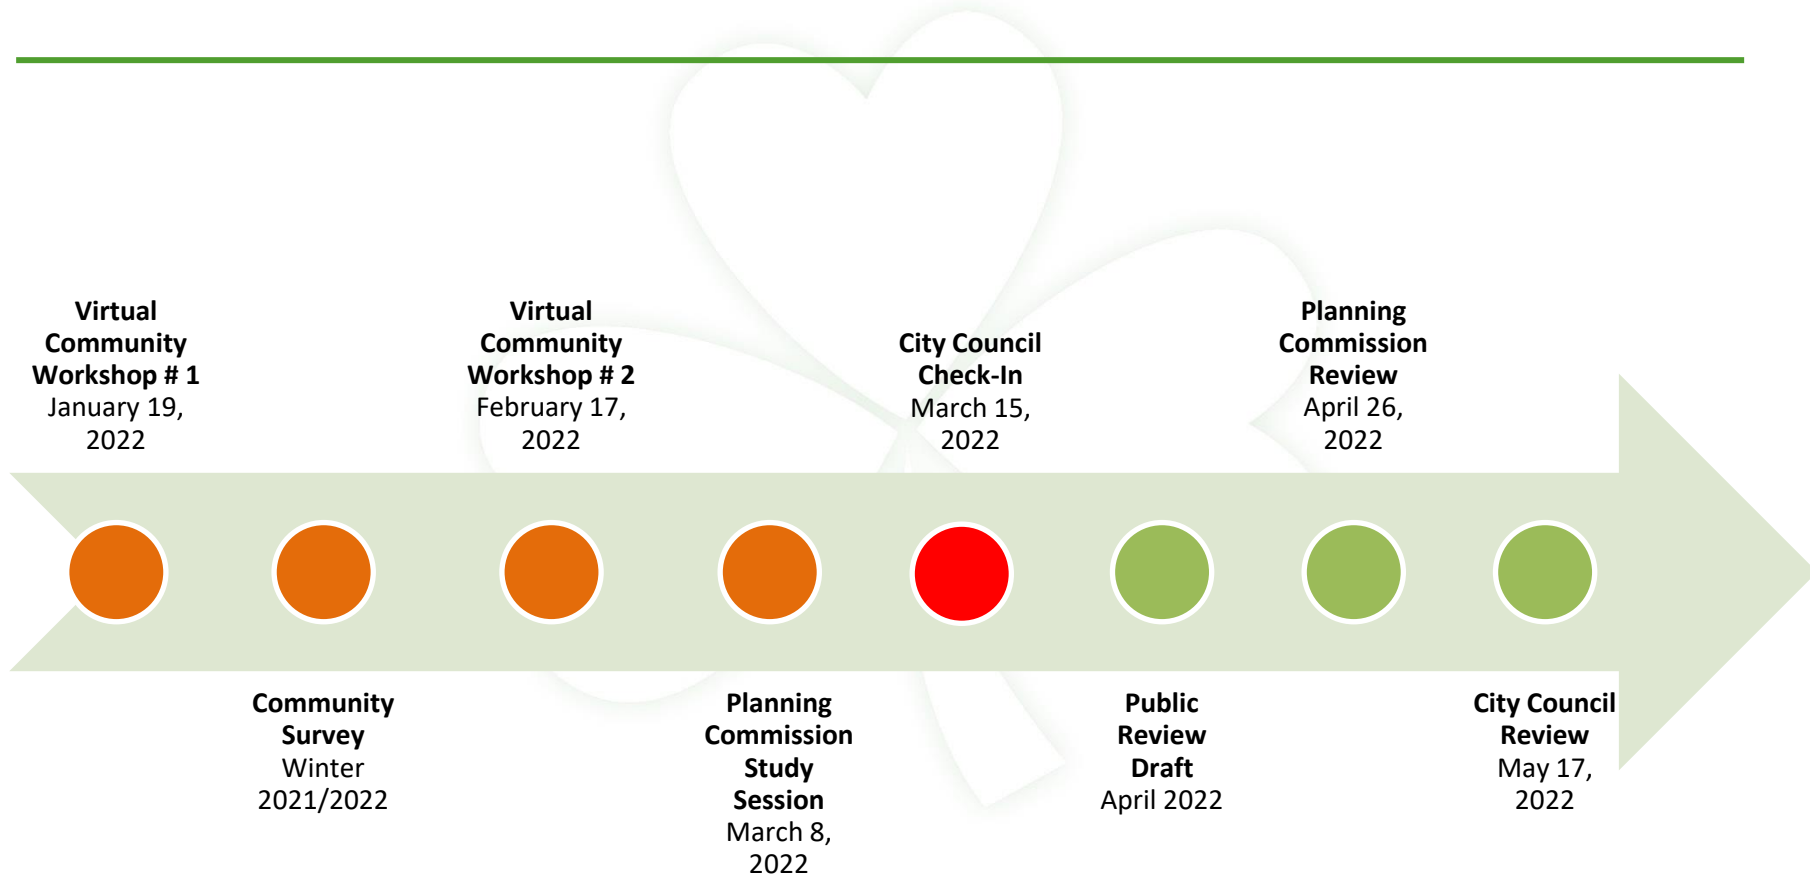 Virtual
Community
Workshop # 1
January 19,
2022
Community
Survey
Winter
2021/2022
Virtual
Community
Workshop # 2
February 17,
2022
Planning
Commission
Study
Session
March 8,
2022
City Council
Check-In
March 15,
2022
Public
Review
Draft
April 2022
Planning
Commission
Review
April 26,
2022
City Council
Review
May 17,
2022